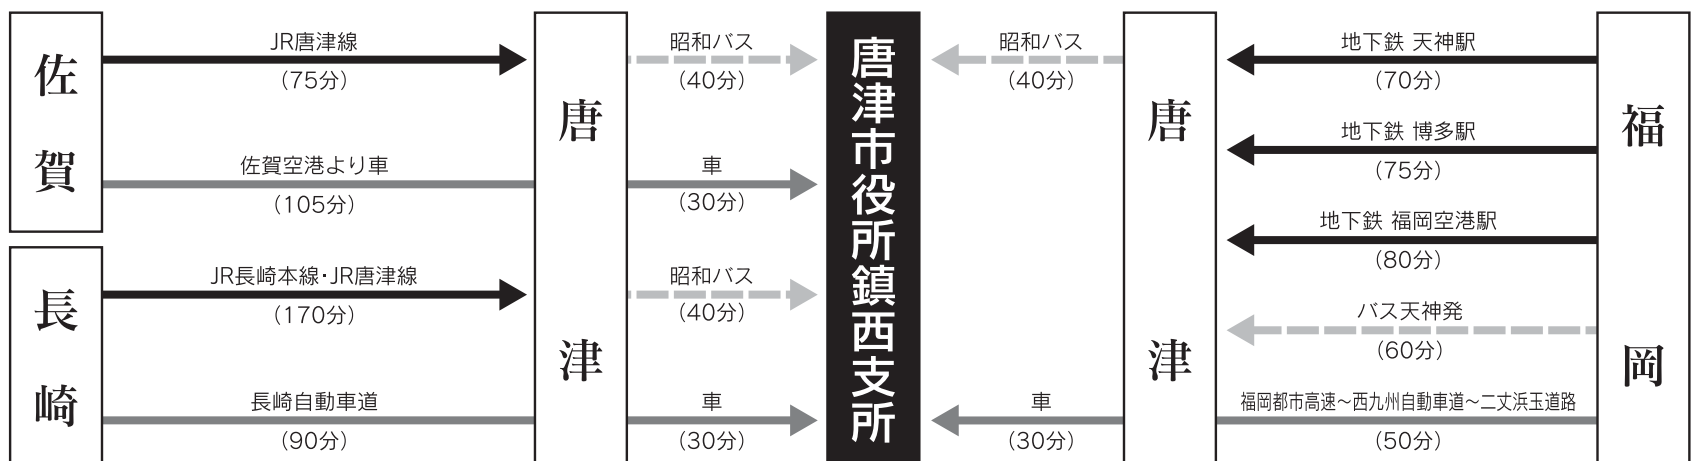 佐賀
JR唐津線
(75分)
佐賀空港より車
(105分)
長崎
JR長崎本線・JR唐津線
(170分)
長崎自動車道
(90分)
唐津
昭和バス
(40分)
車
(30分)
昭和バス
(40分)
車
(30分)
唐津市役所鎮西支所
昭和バス
(40分)
車
(30分)
唐津
地下鉄 天神駅
(70分)
地下鉄 博多駅
(75分)
地下鉄 福岡空港駅
(80分)
バス天神発
(60分)
福岡都市高速～西九州自動車道～二丈浜玉道路
(50分)
福岡